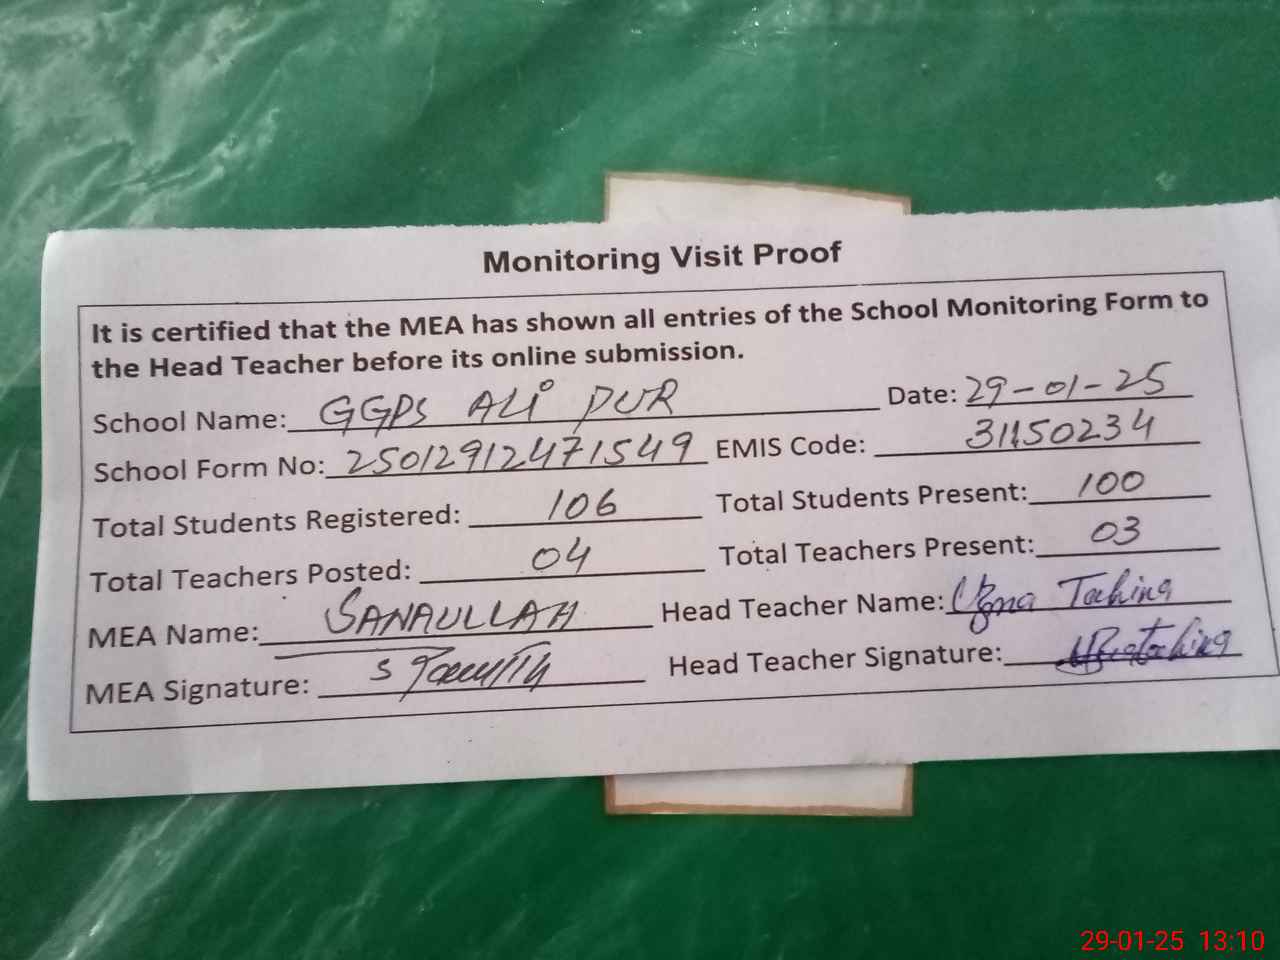 Monitoring Visit Proof
It is certified that the MEA has shown all entries of the School Monitoring Form to
the Head Teacher before its online submission.
School Name: GGPS ALi PUR Date: 29-01-25
School Form No: 25012912471549 EMIS Code: 31150234
Total Students Registered: 106 Total Students Present: 100
Total Teachers Posted: 04 Total Teachers Present: 03
MEA Name: SANAULLAH Head Teacher Name: Uzma
MEA Signature: Head Teacher Signature:
29-01-25 13:10